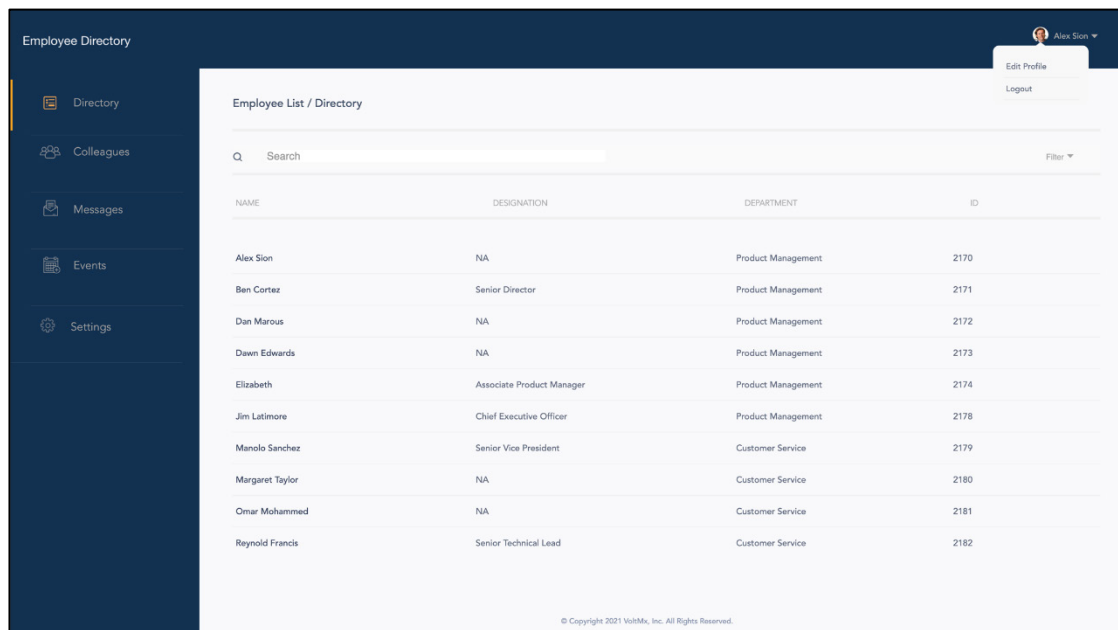 Employee Directory
Alex Sion
Edit Profile
Logout
Directory
Colleagues
Messages
Events
Settings
Employee List / Directory
Search
Filter
NAME DESIGNATION DEPARTMENT ID
Alex Sion NA Product Management 2170
Ben Cortez Senior Director Product Management 2171
Dan Marous NA Product Management 2172
Dawn Edwards NA Product Management 2173
Elizabeth Associate Product Manager Product Management 2174
Jim Latimore Chief Executive Officer Product Management 2178
Manolo Sanchez Senior Vice President Customer Service 2179
Margaret Taylor NA Customer Service 2180
Omar Mohammed NA Customer Service 2181
Reynold Francis Senior Technical Lead Customer Service 2182
© Copyright 2021 VoltMx, Inc. All Rights Reserved.